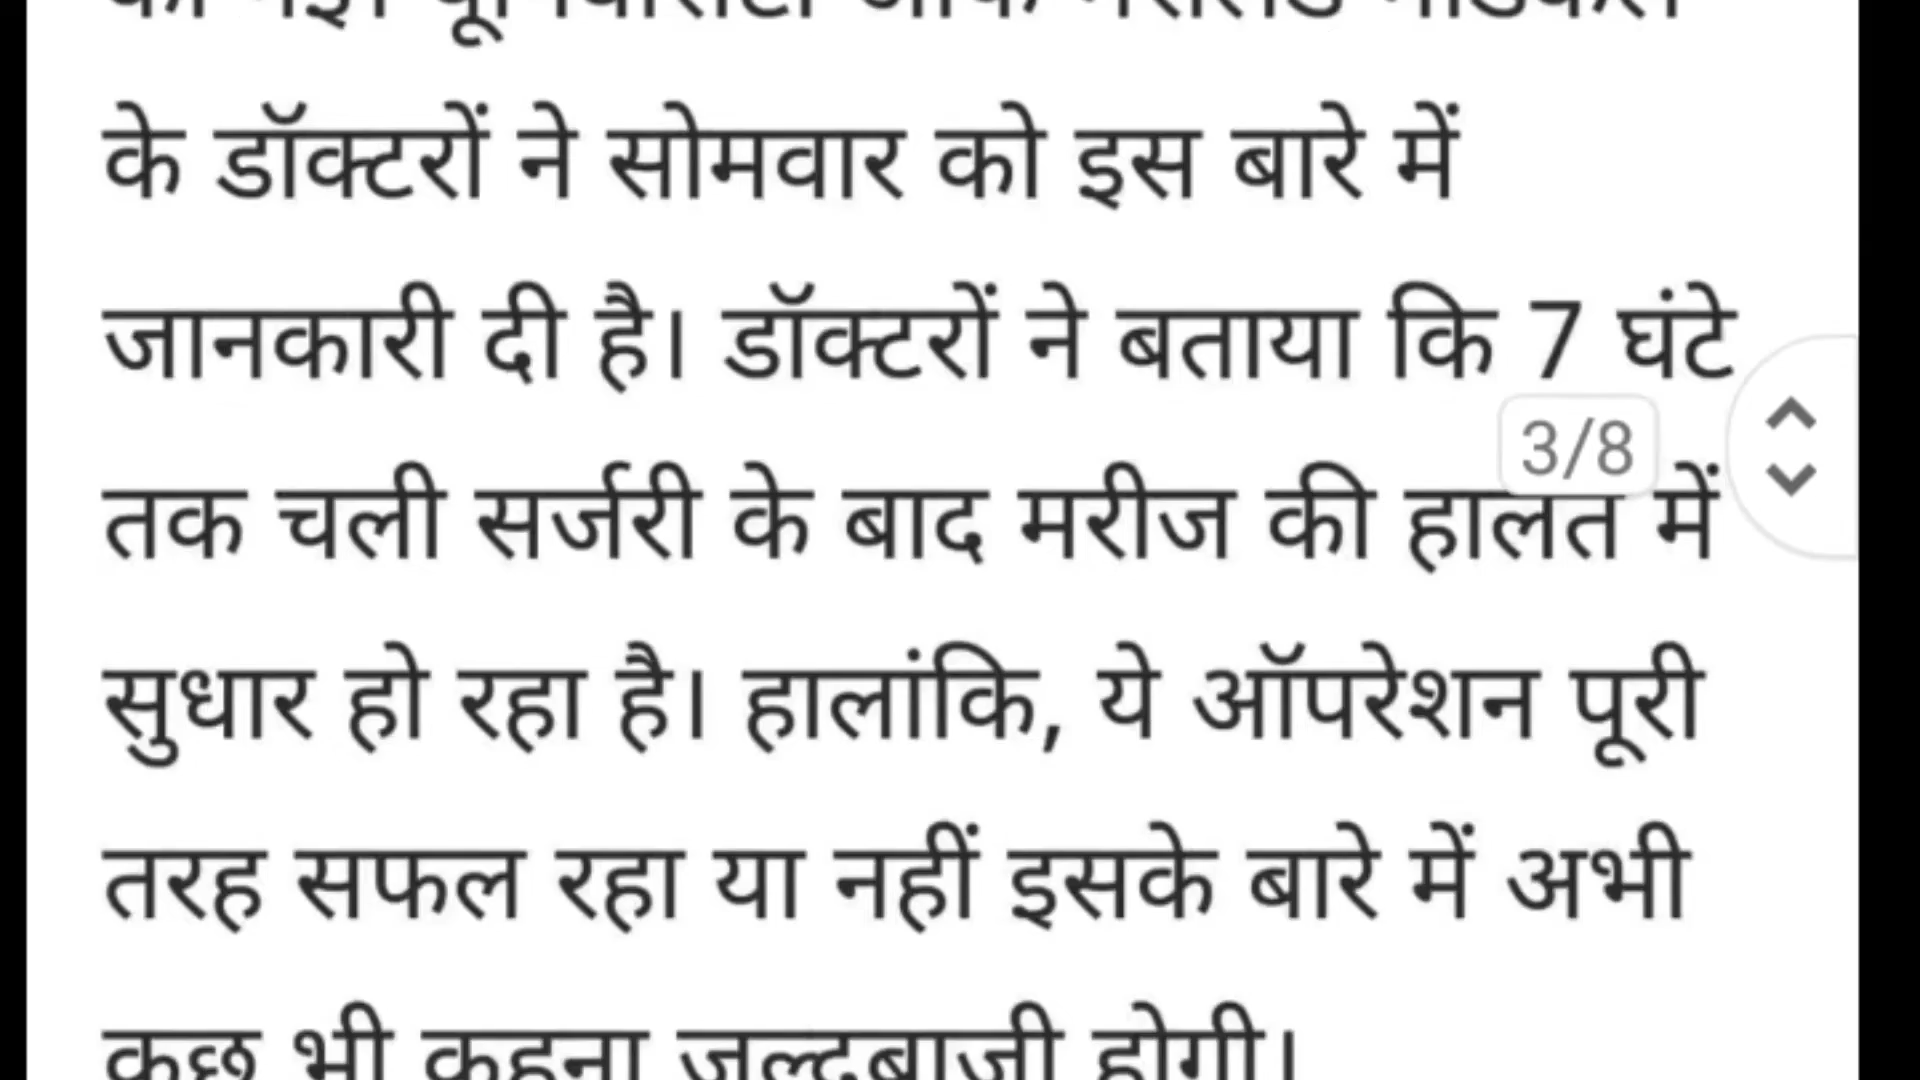 के डॉक्टरों ने सोमवार को इस बारे में
जानकारी दी है। डॉक्टरों ने बताया कि 7 घंटे
3/8
तक चली सर्जरी के बाद मरीज की हालत में
सुधार हो रहा है। हालांकि, ये ऑपरेशन पूरी
तरह सफल रहा या नहीं इसके बारे में अभी
कुछ भी कहना जल्दबाजी होगी।